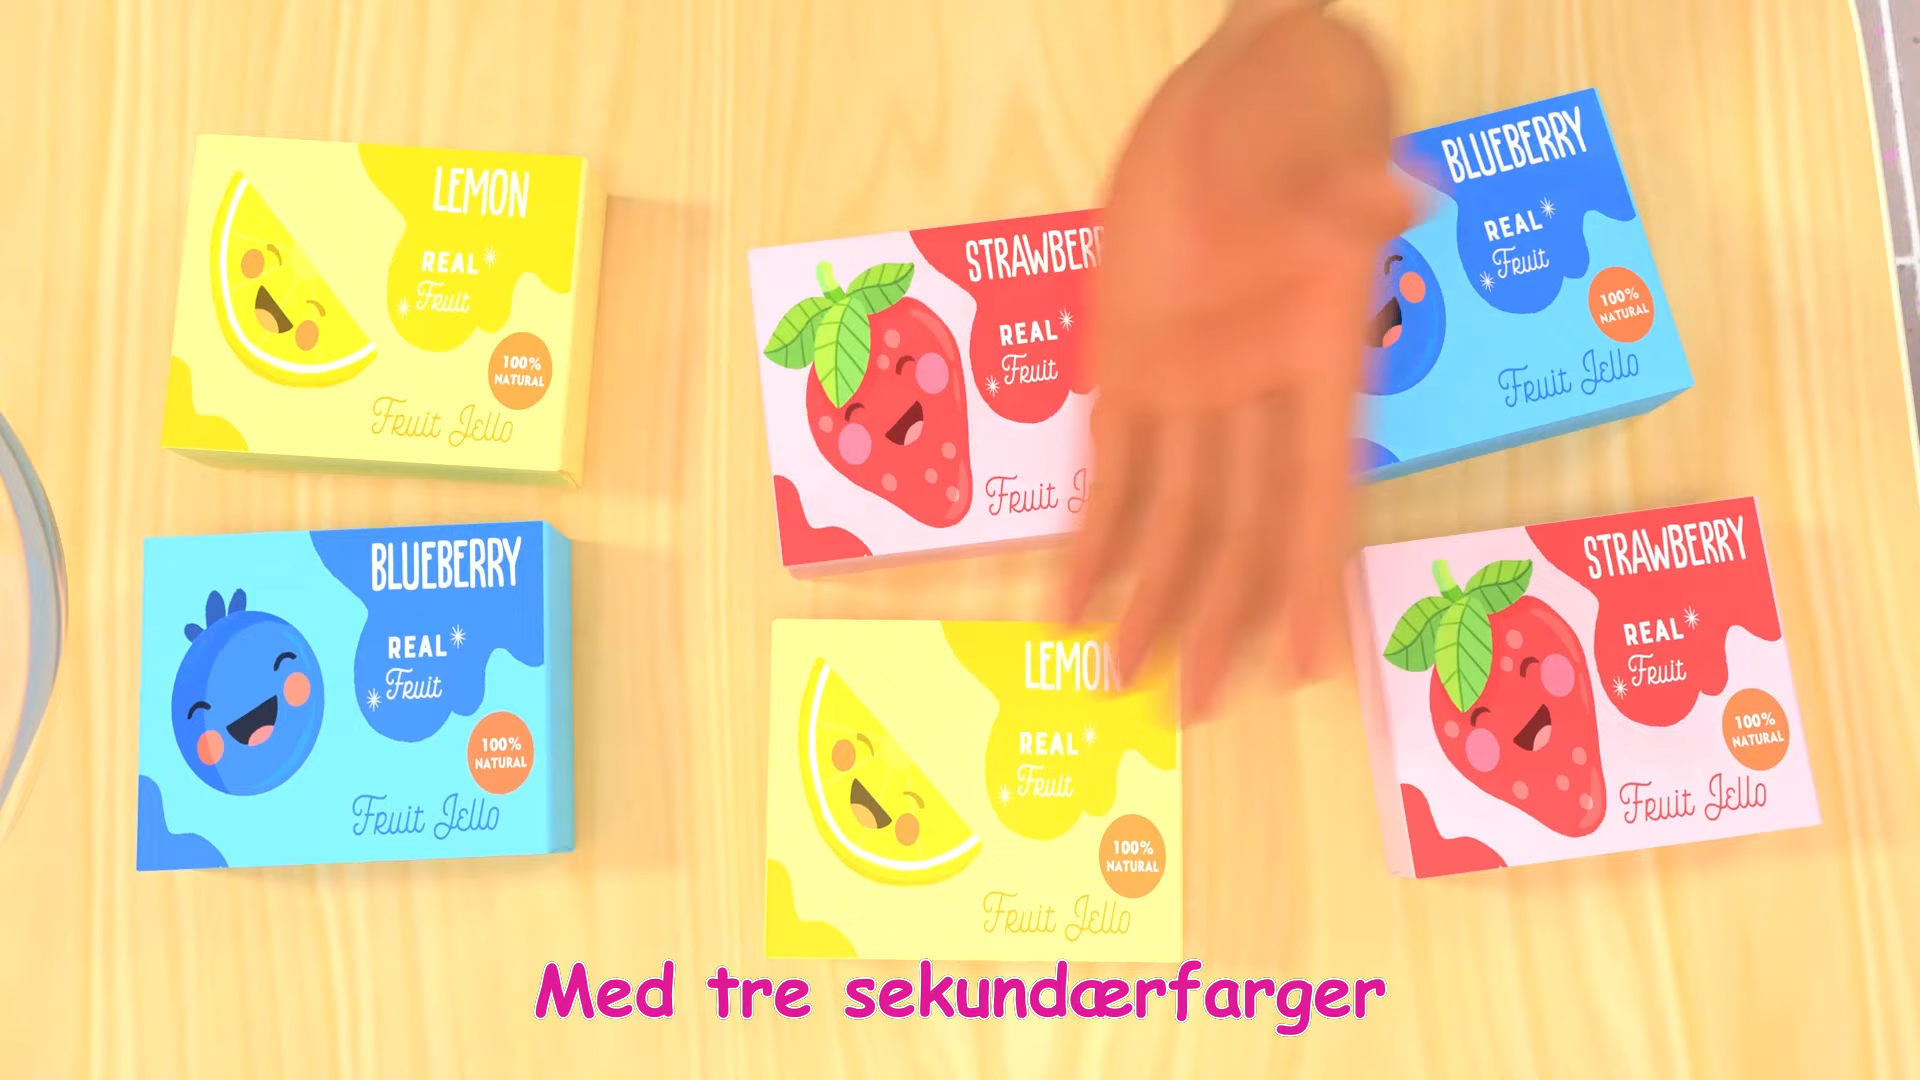 LEMON
REAL
Fruit
100%
NATURAL
Fruit Jello
STRAWBERR
REAL
Fruit
Fruit Je
BLUEBERRY
REAL
Fruit
100%
NATURAL
Fruit Jello
BLUEBERRY
REAL
Fruit
100%
NATURAL
Fruit Jello
LEMON
REAL
Fruit
100%
NATURAL
Fruit Jello
STRAWBERRY
REAL
Fruit
100%
NATURAL
Fruit Jello
Med tre sekundærfarger